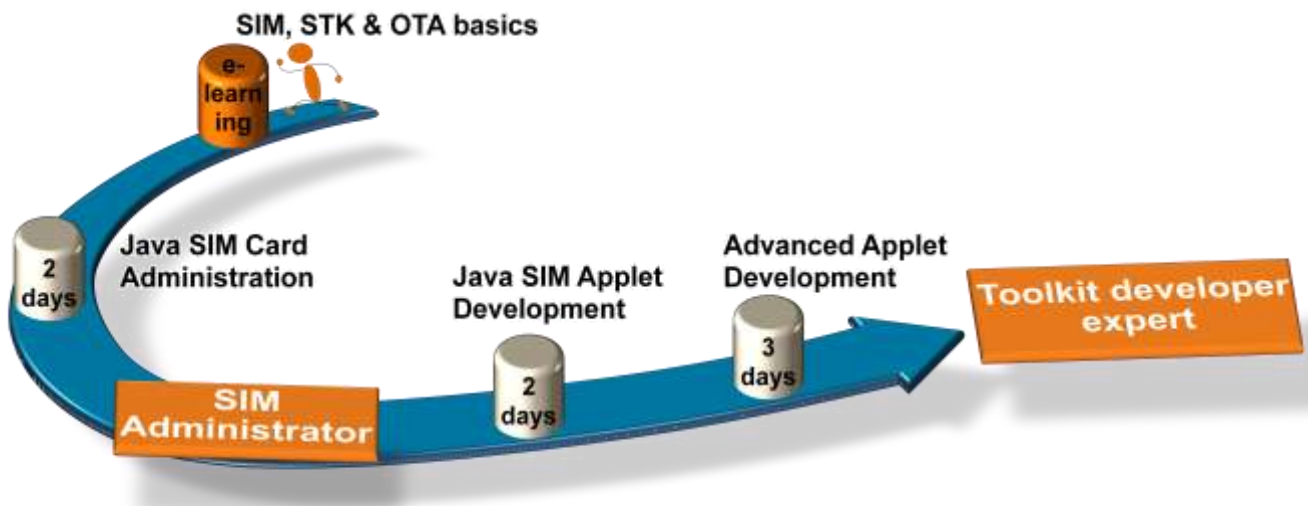 SIM, STK & OTA basics
e-
learn
ing
2
days
Java SIM Card
Administration
SIM
Administrator
Java SIM Applet
Development
2
days
Advanced Applet
Development
3
days
Toolkit developer
expert